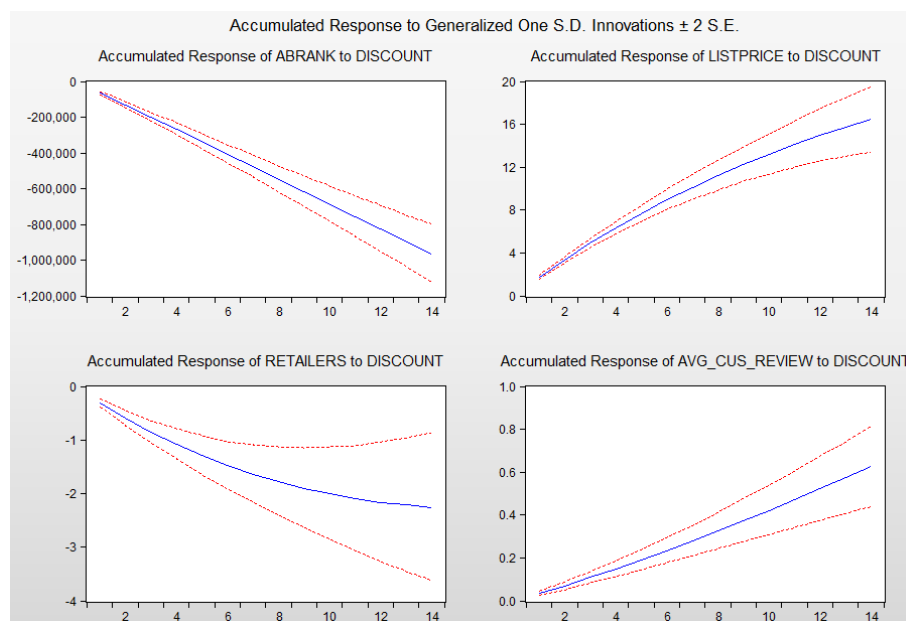 Accumulated Response to Generalized One S.D. Innovations ± 2 S.E.
Accumulated Response of ABRANK to DISCOUNT
0
-200,000
-400,000
-600,000
-800,000
-1,000,000
-1,200,000
2 4 6 8 10 12 14
Accumulated Response of LISTPRICE to DISCOUNT
20
16
12
8
4
0
2 4 6 8 10 12 14
Accumulated Response of RETAILERS to DISCOUNT
0
-1
-2
-3
-4
2 4 6 8 10 12 14
Accumulated Response of AVG_CUS_REVIEW to DISCOUNT
1.0
0.8
0.6
0.4
0.2
0.0
2 4 6 8 10 12 14